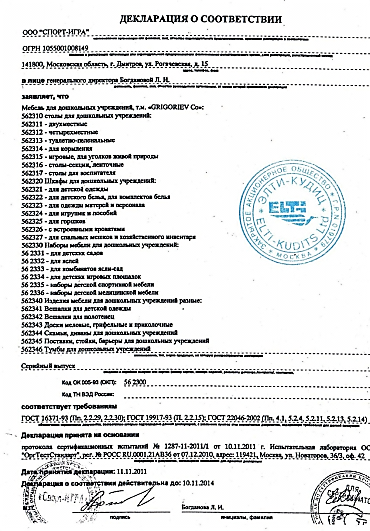 ДЕКЛАРАЦИЯ О СООТВЕТСТВИИ
ООО "СПОРТ-ИГРА"
ОГРН 1055001008149
141800, Московская область, г. Дмитров, ул. Рогачевская, д. 15
в лице генерального директора Богдановой Л. И.
заявляет, что
Мебель для дошкольных учреждений, т.м. «GRIGORIEV Co»:
562310 столы для дошкольных учреждений:
562311 - двухместные
562312 - четырехместные
562313 - туалетно-пеленальные
562314 - для кормления
562315 - игровые, для уголков живой природы
562316 - столы-секции, ленточные
562317 - столы для воспитателя
562320 Шкафы для дошкольных учреждений:
562321 - для детской одежды
562322 - для детского белья, для комплектов белья
562323 - для одежды матерей и персонала
562324 - для игрушек и пособий
562325 - для горшков
562326 - с встроенными кроватями
562327 - для спальных мешков и хозяйственного инвентаря
562330 Наборы мебели для дошкольных учреждений:
56 2331 - для детских садов
56 2332 - для яслей
56 2333 - для комбинатов ясли-сад
56 2334 - для детских игровых площадок
56 2335 - наборы детской спортивной мебели
56 2336 - наборы детской медицинской мебели
562340 Изделия мебели для дошкольных учреждений разные:
562341 Вешалки для детской одежды
562342 Вешалки для полотенец
562343 Доски меловые, грифельные и приколочные
562344 Скамьи, диваны для дошкольных учреждений
562345 Подставки, стойки, барьеры для дошкольных учреждений
562346 Тумбы для дошкольных учреждений
ЗАКРЫТОЕ АКЦИОНЕРНОЕ ОБЩЕСТВО
ЭЛТИ-КУДИЦ
ELTI
ELTI-KUDITS Ltd
МОСКВА
Серийный выпуск
Код ОК 005-93 (ОКП): 56 2300
Код ТН ВЭД России:
соответствует требованиям
ГОСТ 16371-93 (Пп. 2.2.29, 2.2.30); ГОСТ 19917-93 (П. 2.2.15); ГОСТ 22046-2002 (Пп. 4.1, 5.2.4, 5.2.11, 5.2.13, 5.2.14)
Декларация принята на основании
протокола сертификационных испытаний № 1287-11-2011/1 от 10.11.2011 г. Испытательная лаборатория ОС
"ОргТестСтандарт", рег. № РОСС RU.0001.21АВ36 от 07.12.2010, адрес: 119421, Москва, ул. Новаторов, 36/3, оф. 42
Дата принятия декларации: 11.11.2011
Декларация о соответствии действительна до: 10.11.2014
Богданова Л. И.
подпись
инициалы, фамилия
М.П.
Для